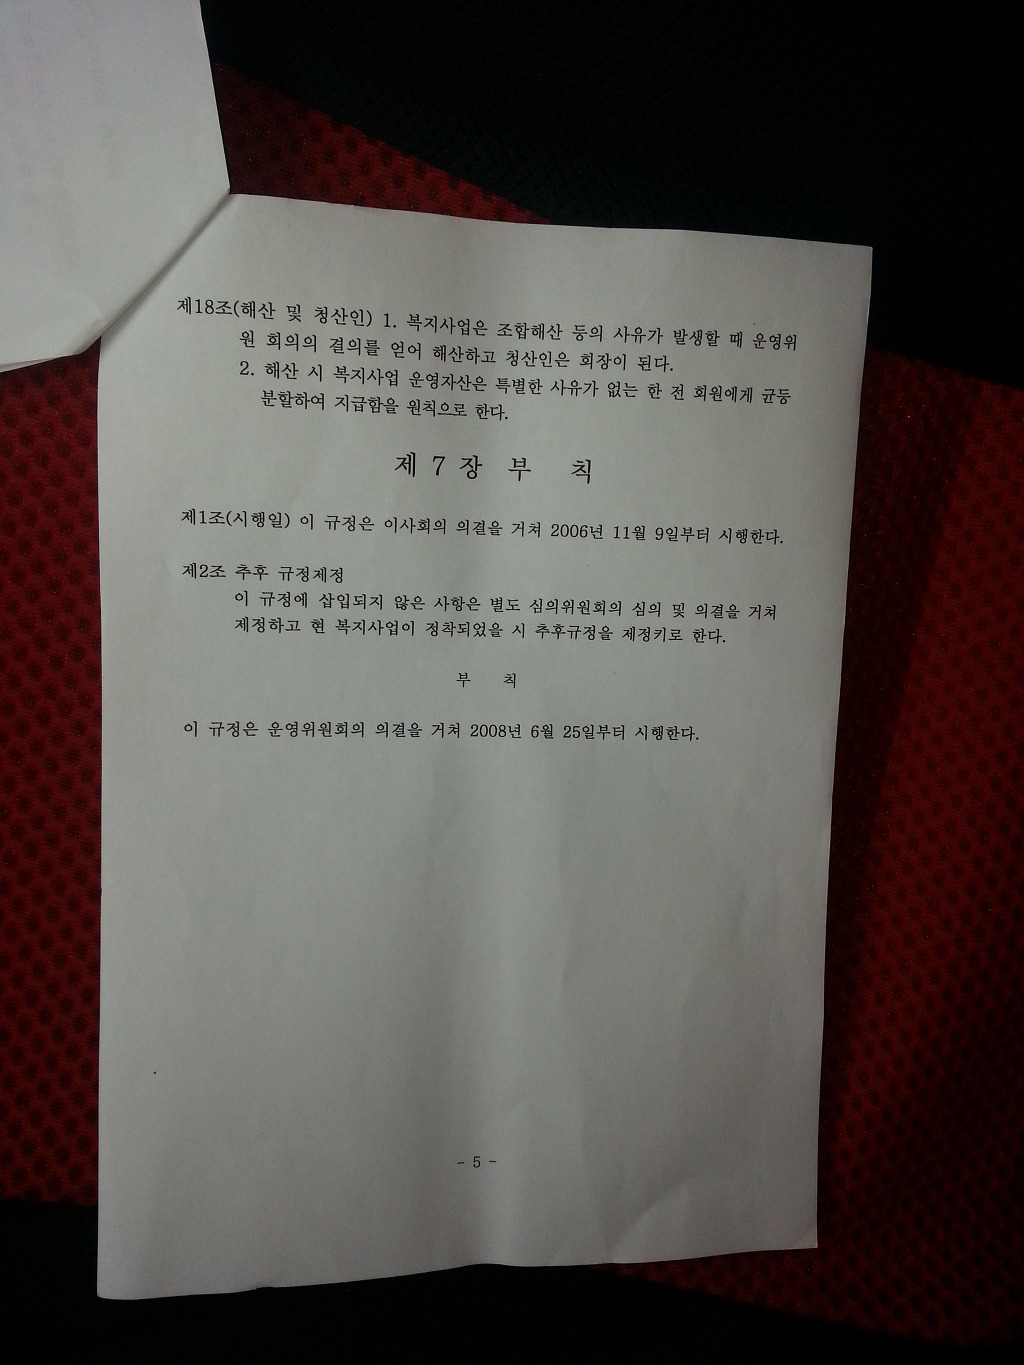 제18조(해산 및 청산인) 1. 복지사업은 조합해산 등의 사유가 발생할 때 운영위
원 회의의 결의를 얻어 해산하고 청산인은 회장이 된다.
2. 해산 시 복지사업 운영자산은 특별한 사유가 없는 한 전 회원에게 균등
분할하여 지급함을 원칙으로 한다.
제 7 장 부 칙
제1조(시행일) 이 규정은 이사회의 의결을 거쳐 2006년 11월 9일부터 시행한다.
제2조 추후 규정제정
이 규정에 삽입되지 않은 사항은 별도 심의위원회의 심의 및 의결을 거쳐
제정하고 현 복지사업이 정착되었을 시 추후규정을 제정키로 한다.
부 칙
이 규정은 운영위원회의 의결을 거쳐 2008년 6월 25일부터 시행한다.
- 5 -